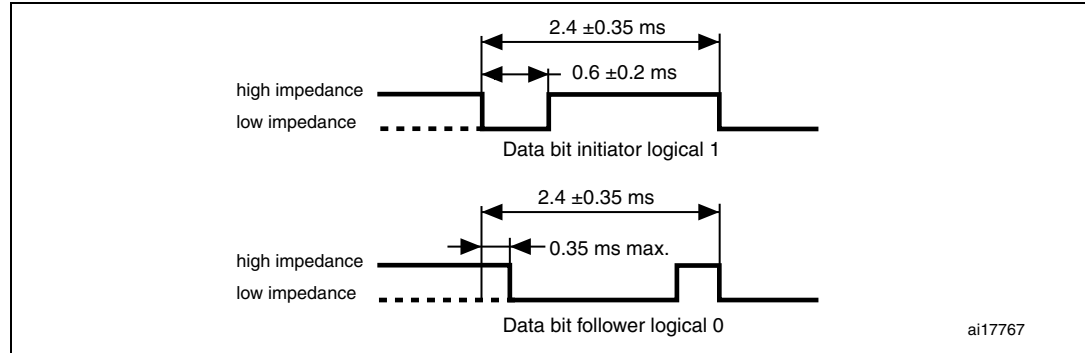 2.4 ±0.35 ms
0.6 ±0.2 ms
high impedance
low impedance
Data bit initiator logical 1
2.4 ±0.35 ms
0.35 ms max.
high impedance
low impedance
Data bit follower logical 0
ai17767